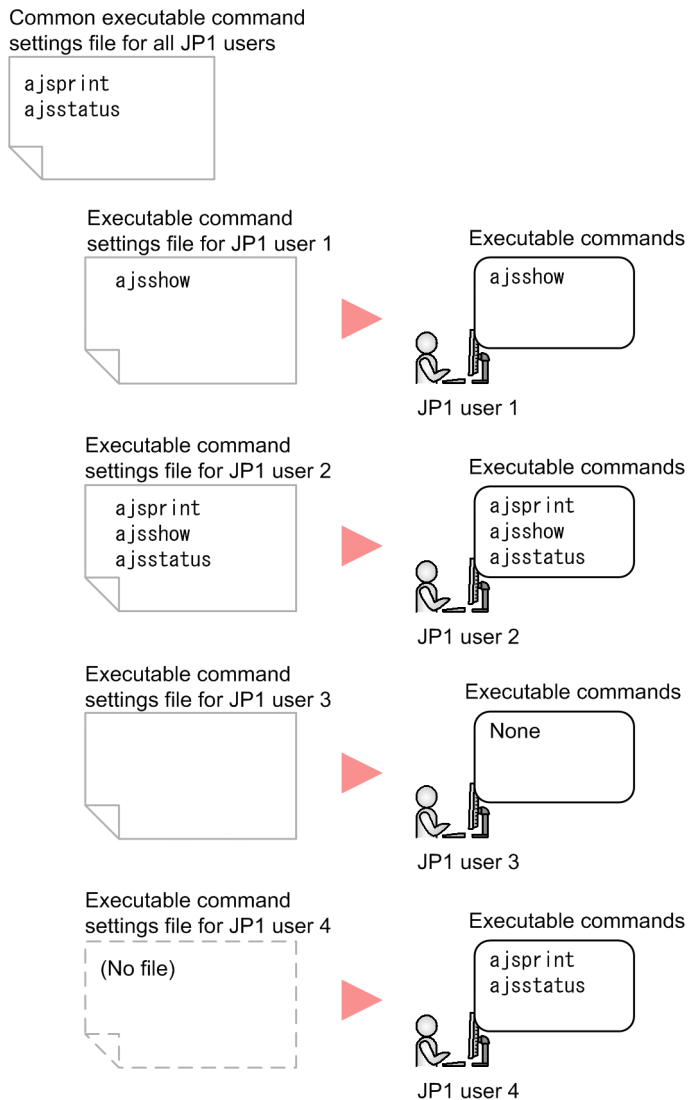 Common executable command
settings file for all JP1 users
ajsprint
ajsstatus
Executable command
settings file for JP1 user 1
ajsshow
Executable commands
ajsshow
JP1 user 1
Executable command
settings file for JP1 user 2
ajsprint
ajsshow
ajsstatus
Executable commands
ajsprint
ajsshow
ajsstatus
JP1 user 2
Executable command
settings file for JP1 user 3
Executable commands
None
JP1 user 3
Executable command
settings file for JP1 user 4
(No file)
Executable commands
ajsprint
ajsstatus
JP1 user 4